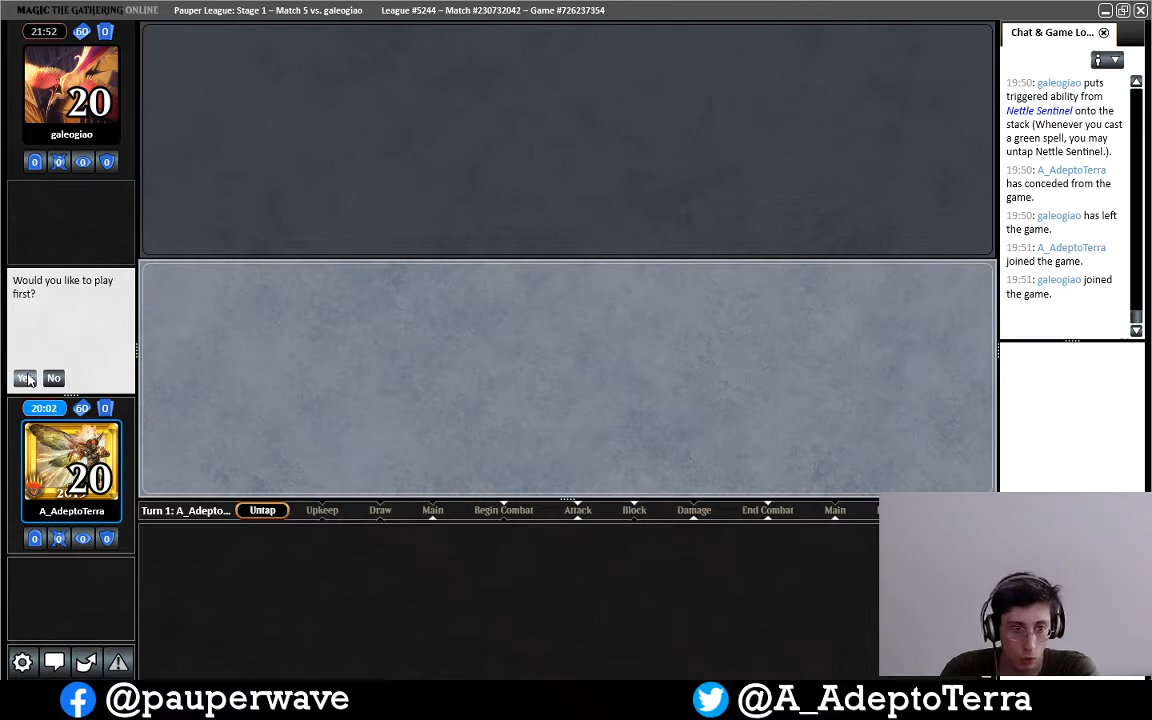 MAGIC THE GATHERING ONLINE Pauper League: Stage 1 – Match 5 vs. galeogiao League #5244 – Match #230732042 – Game #726237354
21:52 60 0
20
galeogiao
0 0 0 0
Would you like to play
first?
Yes No
20:02 60 0
20
A_AdeptoTerra
0 0 0 0
Turn 1: A_Adepto... Untap Upkeep Draw Main Begin Combat Attack Block Damage End Combat Main
Chat & Game Lo...
19:50: galeogiao puts
triggered ability from
Nettle Sentinel onto the
stack (Whenever you cast
a green spell, you may
untap Nettle Sentinel.).
19:50: A_AdeptoTerra
has conceded from the
game.
19:50: galeogiao has left
the game.
19:51: A_AdeptoTerra
joined the game.
19:51: galeogiao joined
the game.
@pauperwave @A_AdeptoTerra